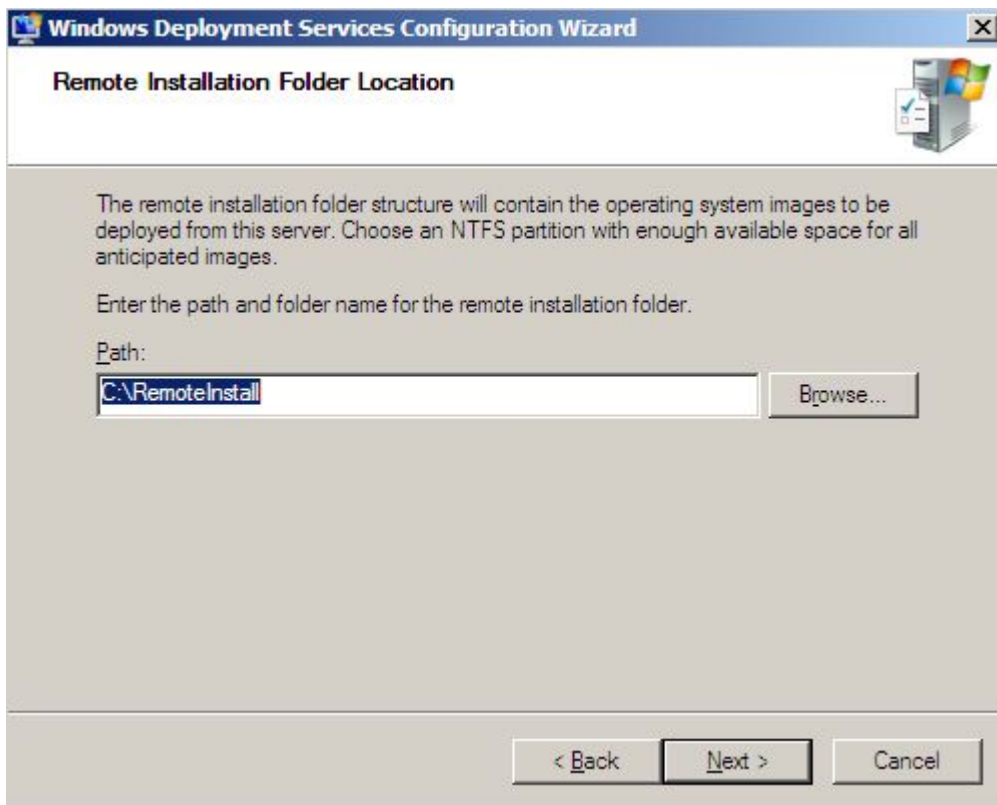 Windows Deployment Services Configuration Wizard
Remote Installation Folder Location
The remote installation folder structure will contain the operating system images to be
deployed from this server. Choose an NTFS partition with enough available space for all
anticipated images.
Enter the path and folder name for the remote installation folder.
Path:
C:\RemoteInstall
Browse...
< Back
Next >
Cancel